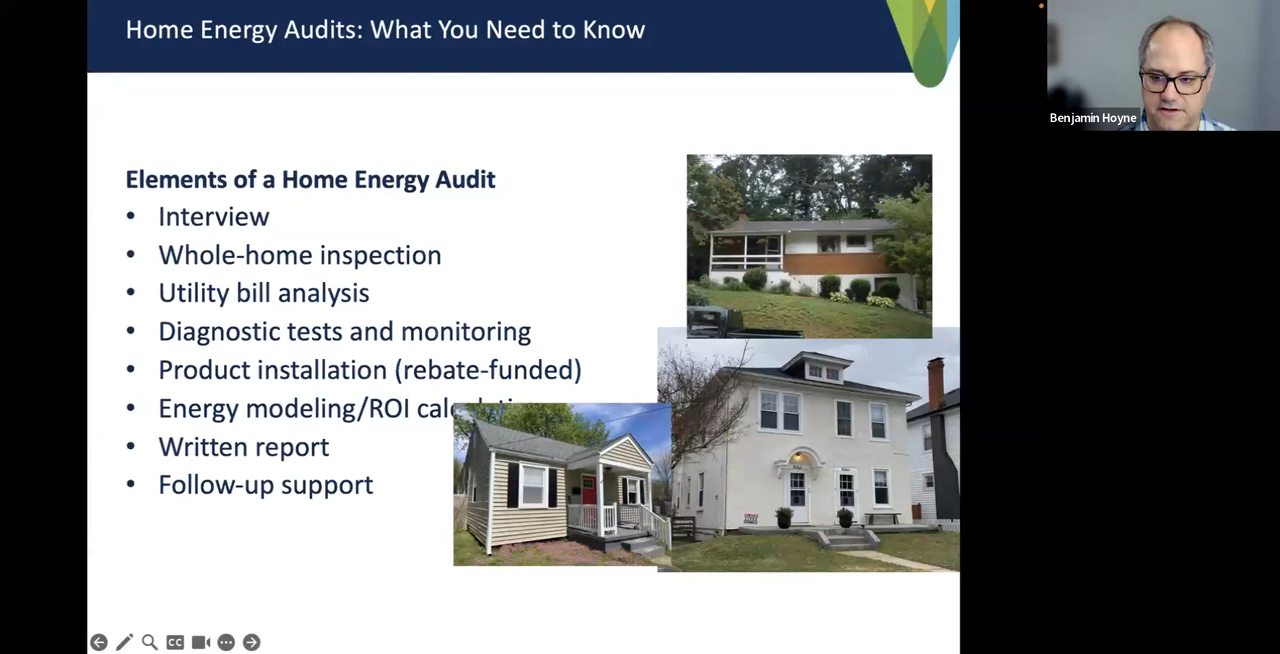 Home Energy Audits: What You Need to Know
Benjamin Hoyne
Elements of a Home Energy Audit
• Interview
• Whole-home inspection
• Utility bill analysis
• Diagnostic tests and monitoring
• Product installation (rebate-funded)
• Energy modeling/ROI
• Written report
• Follow-up support
CC